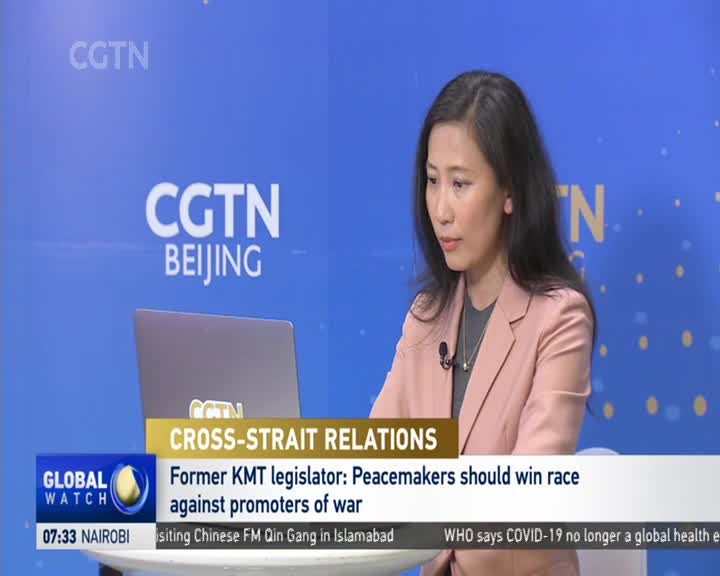 CGTN
CGTN
BEIJING
TN
CGTN
CROSS-STRAIT RELATIONS
Former KMT legislator: Peacemakers should win race
against promoters of war
GLOBAL
WATCH
07:33 NAIROBI
isiting Chinese FM Qin Gang in Islamabad WHO says COVID-19 no longer a global health e